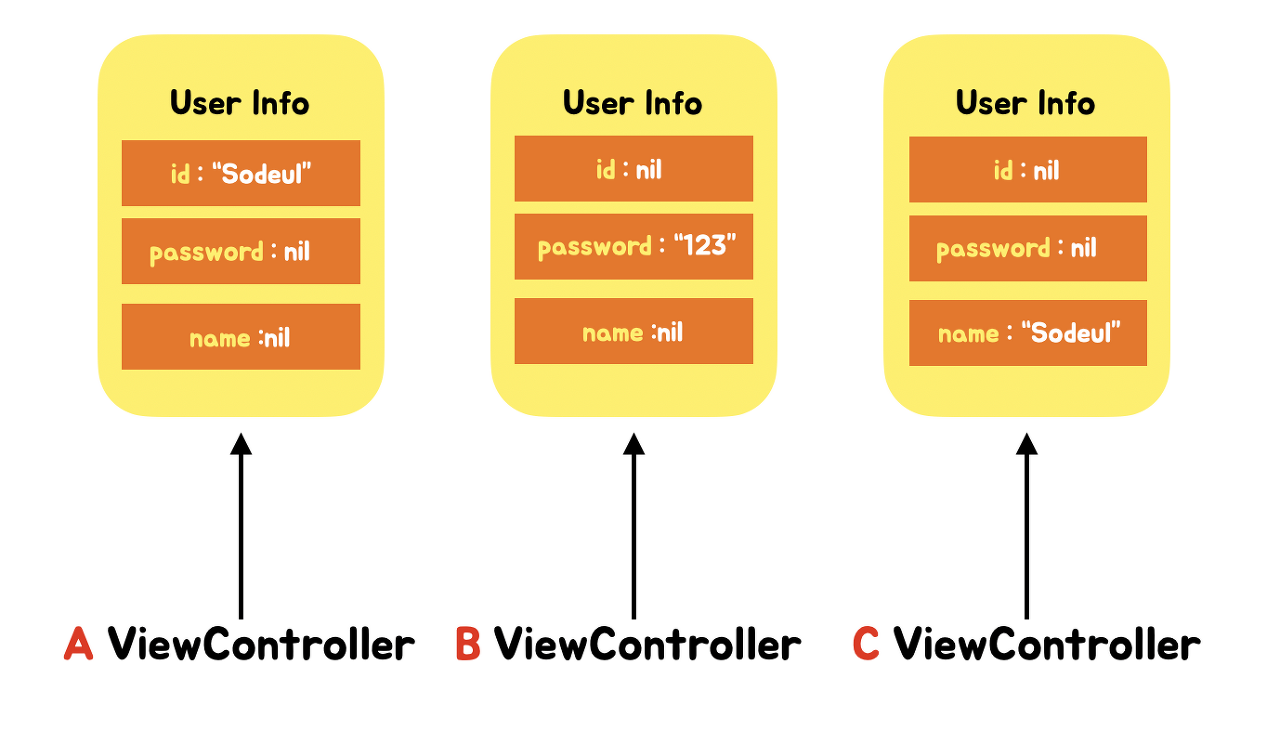 User Info
id : “Sodeul”
password : nil
name :nil
A ViewController
User Info
id : nil
password : “123”
name :nil
B ViewController
User Info
id : nil
password : nil
name : “Sodeul”
C ViewController